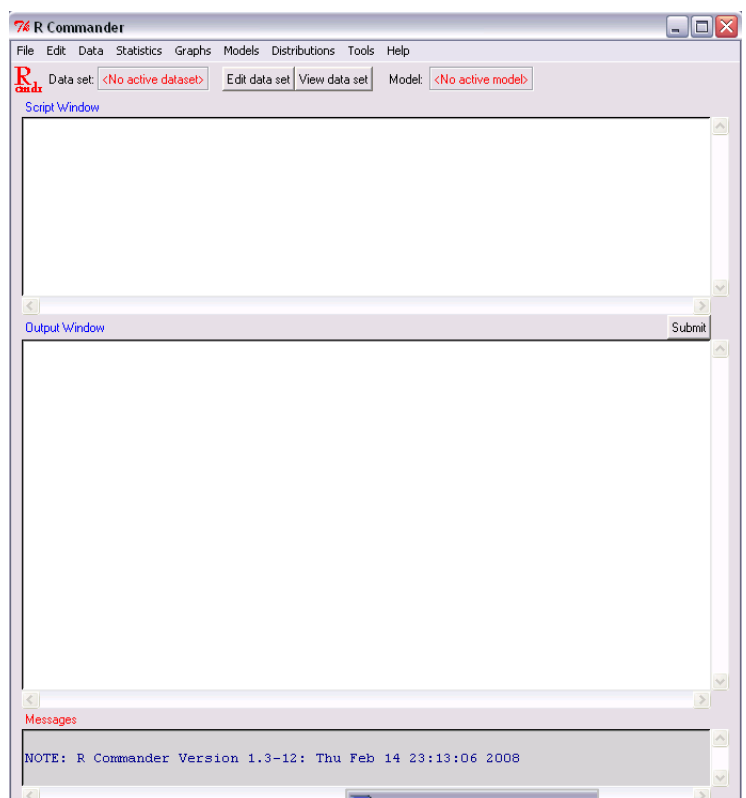 R Commander
File Edit Data Statistics Graphs Models Distributions Tools Help
R cmdr Data set: <No active dataset> Edit data set View data set Model: <No active model>
Script Window
Output Window
Submit
Messages
NOTE: R Commander Version 1.3-12: Thu Feb 14 23:13:06 2008